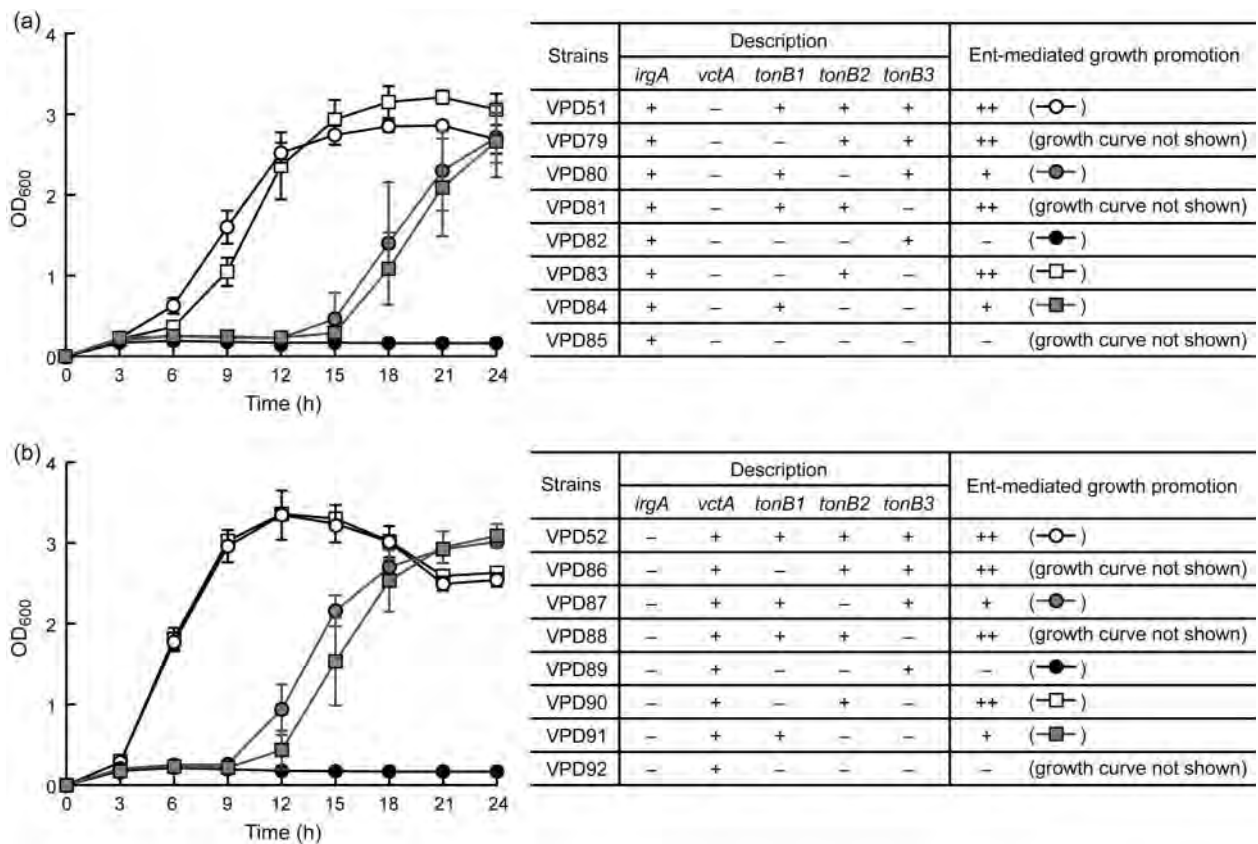 (a)
4
3
2
1
0
OD600
0 3 6 9 12 15 18 21 24
Time (h)
Strains Description Ent-mediated growth promotion
irgA vctA tonB1 tonB2 tonB3
VPD51 + – + + + ++ ( )
VPD79 + – – + + ++ (growth curve not shown)
VPD80 + – + – + + ( )
VPD81 + – + + – ++ (growth curve not shown)
VPD82 + – – – + – ( )
VPD83 + – – + – ++ ( )
VPD84 + – + – – + ( )
VPD85 + – – – – – (growth curve not shown)
(b)
4
3
2
1
0
OD600
0 3 6 9 12 15 18 21 24
Time (h)
Strains Description Ent-mediated growth promotion
irgA vctA tonB1 tonB2 tonB3
VPD52 – + + + + ++ ( )
VPD86 – + – + + ++ (growth curve not shown)
VPD87 – + + – + + ( )
VPD88 – + + + – ++ (growth curve not shown)
VPD89 – + – – + – ( )
VPD90 – + – + – ++ ( )
VPD91 – + + – – + ( )
VPD92 – + – – – – (growth curve not shown)